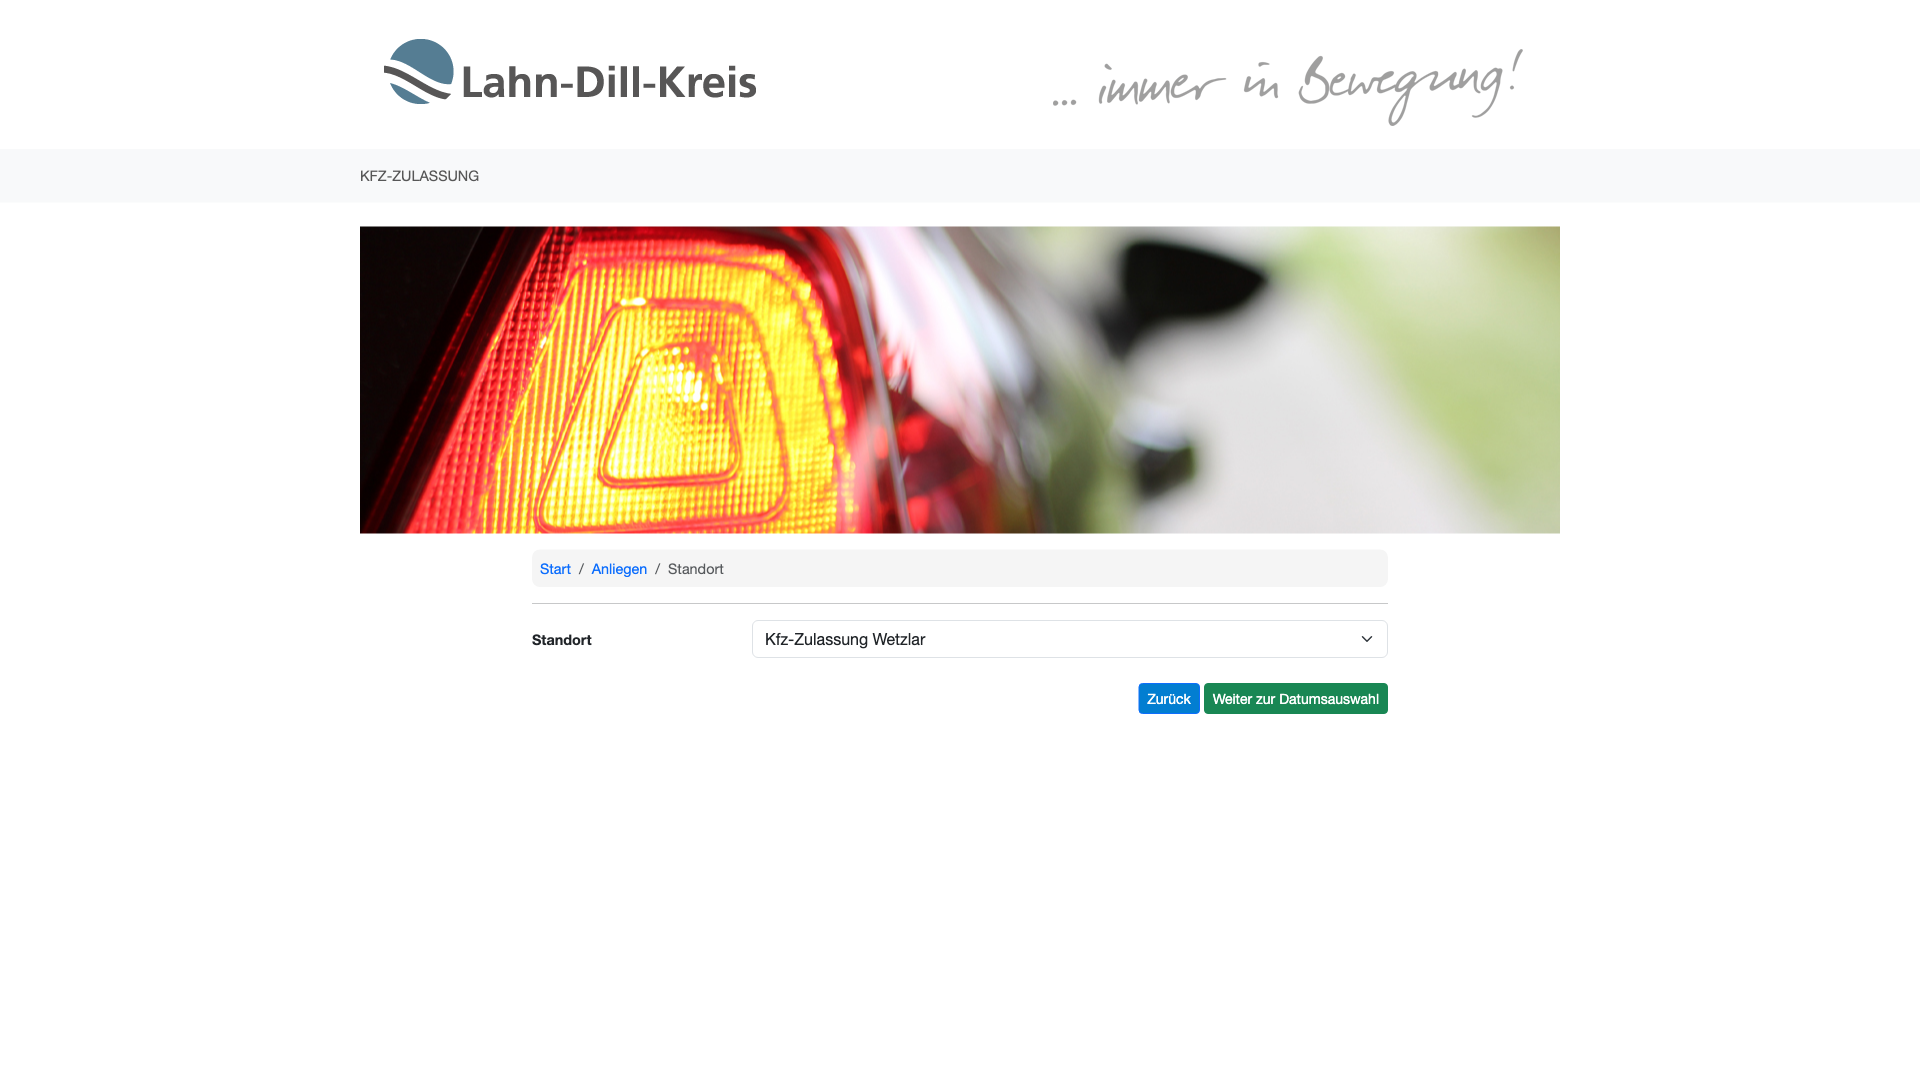 Lahn-Dill-Kreis
... immer in Bewegung!
KFZ-ZULASSUNG
Start / Anliegen / Standort
Standort Kfz-Zulassung Wetzlar
Zurück Weiter zur Datumsauswahl